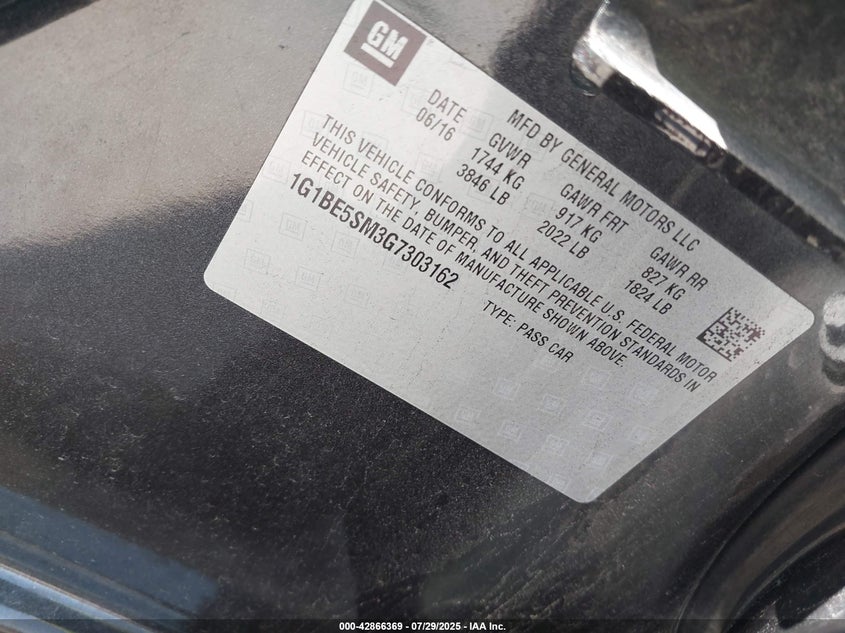 GM
MFD BY GENERAL MOTORS LLC
DATE GVWR GAWR FRT GAWR RR
06/16 1744 KG 917 KG 827 KG
3846 LB 2022 LB 1824 LB
THIS VEHICLE CONFORMS TO ALL APPLICABLE U.S. FEDERAL MOTOR
VEHICLE SAFETY, BUMPER, AND THEFT PREVENTION STANDARDS IN
EFFECT ON THE DATE OF MANUFACTURE SHOWN ABOVE.
1G1BE5SM3G7303162 TYPE: PASS CAR
000-42866369 | 07/29/2025 - IAA Inc.